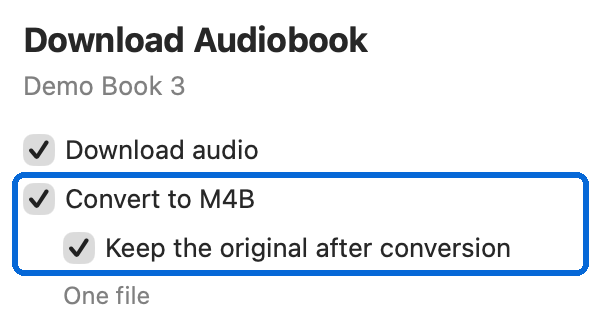 Download Audiobook
Demo Book 3
Download audio
Convert to M4B
Keep the original after conversion
One file